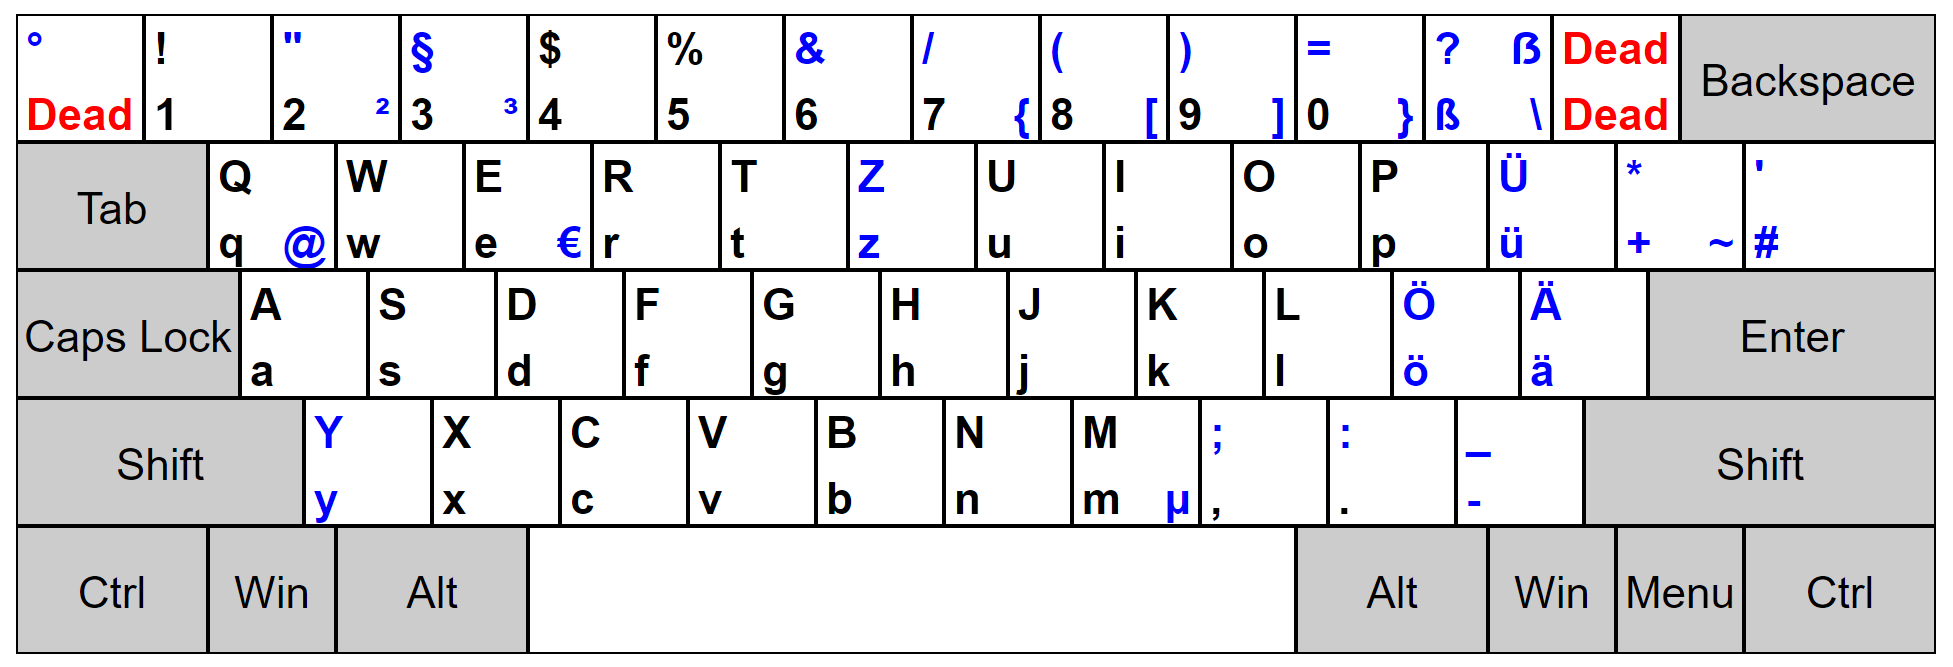 ° ! " § $ % & / ( ) = ? ẞ Dead Backspace
Dead 1 2 ² 3 ³ 4 5 6 7 { 8 [ 9 ] 0 } ß \ Dead
Tab Q W E R T Z U I O P Ü * '
q @ w e € r t z u i o p ü + ~ #
Caps Lock A S D F G H J K L Ö Ä Enter
a s d f g h j k l ö ä
Shift Y X C V B N M ; : _ Shift
y x c v b n m µ , . -
Ctrl Win Alt Alt Win Menu Ctrl